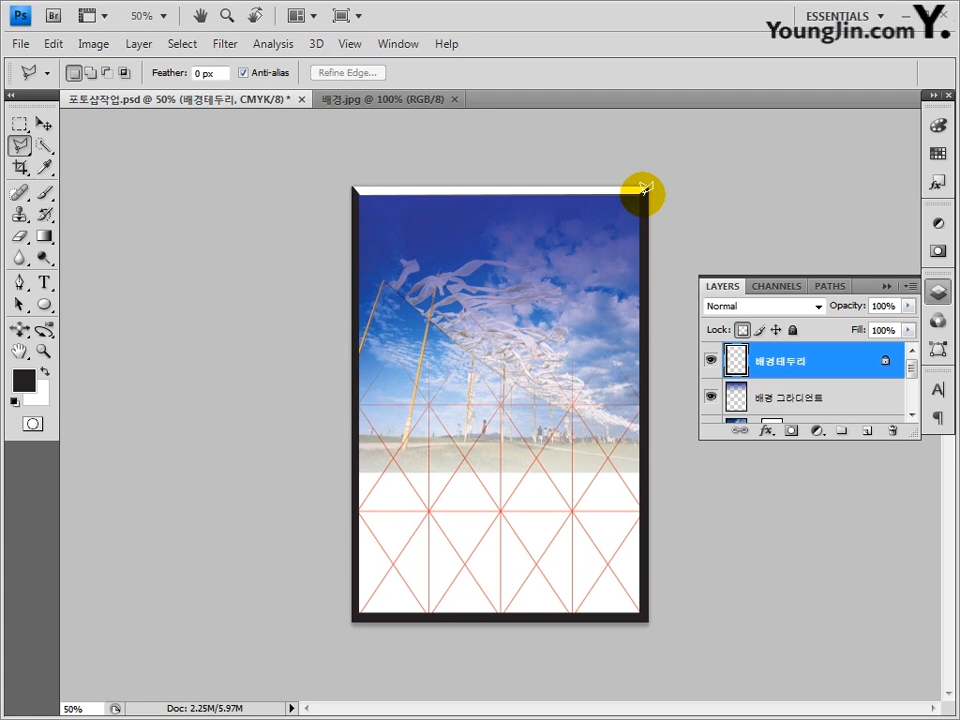 Ps Br 50% ESSENTIALS
YoungJin.com Y.
File Edit Image Layer Select Filter Analysis 3D View Window Help
Feather: 0 px Anti-alias Refine Edge...
포토샵작업.psd @ 50% (배경테두리, CMYK/8) * 배경.jpg @ 100% (RGB/8)
LAYERS CHANNELS PATHS
Normal Opacity: 100%
Lock: Fill: 100%
배경테두리
배경 그라디언트
50% Doc: 2.25M/5.97M